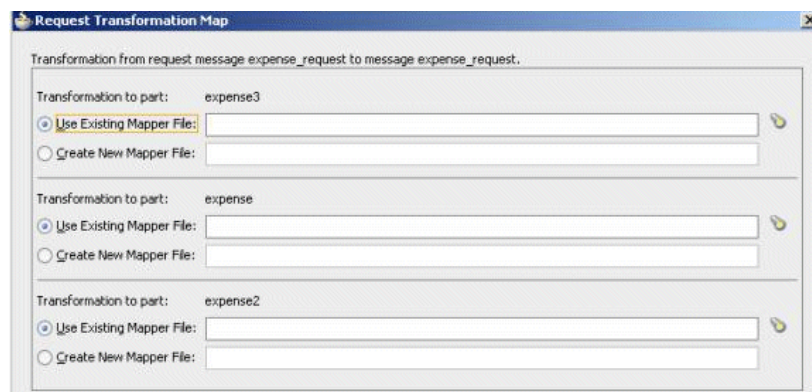 Request Transformation Map
Transformation from request message expense_request to message expense_request.
Transformation to part: expense3
Use Existing Mapper File:
Create New Mapper File:
Transformation to part: expense
Use Existing Mapper File:
Create New Mapper File:
Transformation to part: expense2
Use Existing Mapper File:
Create New Mapper File: